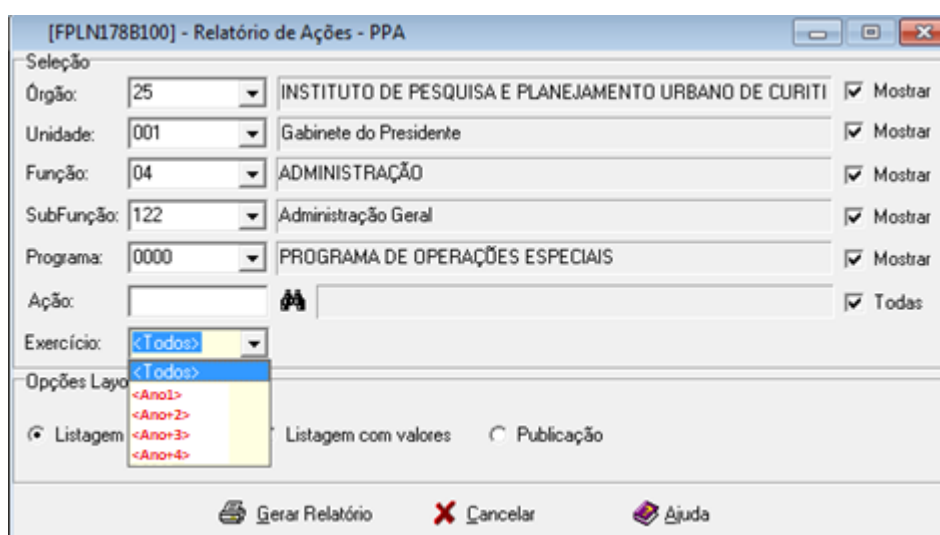 [FPLN178B100] - Relatório de Ações - PPA
Seleção
Órgão: 25 INSTITUTO DE PESQUISA E PLANEJAMENTO URBANO DE CURITI Mostrar
Unidade: 001 Gabinete do Presidente Mostrar
Função: 04 ADMINISTRAÇÃO Mostrar
SubFunção: 122 Administração Geral Mostrar
Programa: 0000 PROGRAMA DE OPERAÇÕES ESPECIAIS Mostrar
Ação: Todas
Exercício: <Todos>
<Todos>
Opções Layo
<Ano1>
<Ano+2>
<Ano+3>
<Ano+4>
Listagem Listagem com valores Publicação
Gerar Relatório Cancelar Ajuda